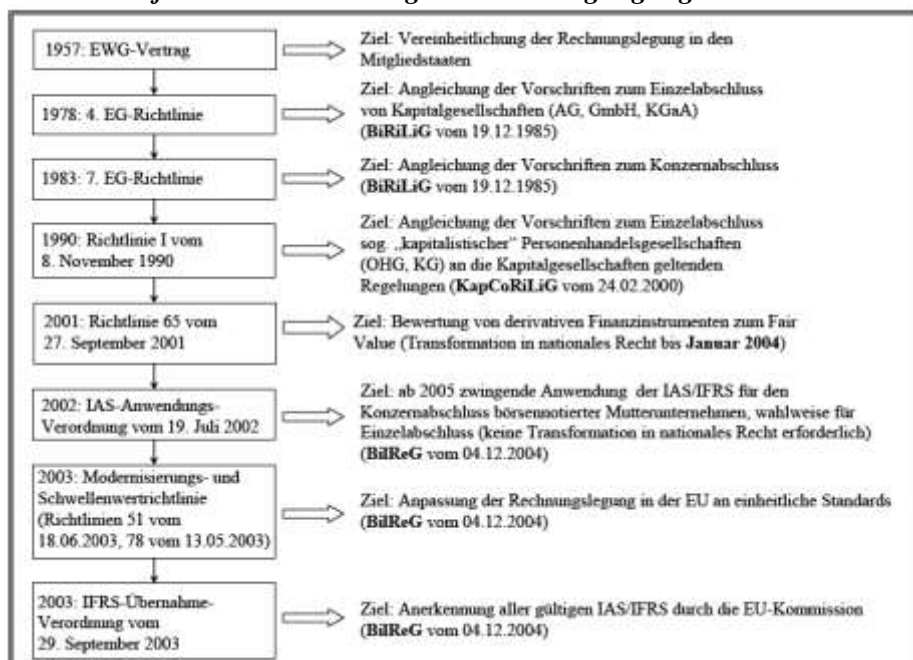 1957: EWG-Vertrag
Ziel: Vereinheitlichung der Rechnungslegung in den
Mitgliedstaaten
1978: 4. EG-Richtlinie
Ziel: Angleichung der Vorschriften zum Einzelabschluss
von Kapitalgesellschaften (AG, GmbH, KGaA)
(BiRiLiG vom 19.12.1985)
1983: 7. EG-Richtlinie
Ziel: Angleichung der Vorschriften zum Konzernabschluss
(BiRiLiG vom 19.12.1985)
1990: Richtlinie I vom
8. November 1990
Ziel: Angleichung der Vorschriften zum Einzelabschluss
sog. „kapitalistischer" Personenhandelsgesellschaften
(OHG, KG) an die Kapitalgesellschaften geltenden
Regelungen (KapCoRiLiG vom 24.02.2000)
2001: Richtlinie 65 vom
27. September 2001
Ziel: Bewertung von derivativen Finanzinstrumenten zum Fair
Value (Transformation in nationales Recht bis Januar 2004)
2002: IAS-Anwendungs-
Verordnung vom 19. Juli 2002
Ziel: ab 2005 zwingende Anwendung der IAS/IFRS für den
Konzernabschluss börsennotierter Mutterunternehmen, wahlweise für
Einzelabschluss (keine Transformation in nationales Recht erforderlich)
(BilReG vom 04.12.2004)
2003: Modernisierungs- und
Schwellenwertrichtlinie
(Richtlinien 51 vom
18.06.2003, 78 vom 13.05.2003)
Ziel: Anpassung der Rechnungslegung in der EU an einheitliche Standards
(BilReG vom 04.12.2004)
2003: IFRS-Übernahme-
Verordnung vom
29. September 2003
Ziel: Anerkennung aller gültigen IAS/IFRS durch die EU-Kommission
(BilReG vom 04.12.2004)